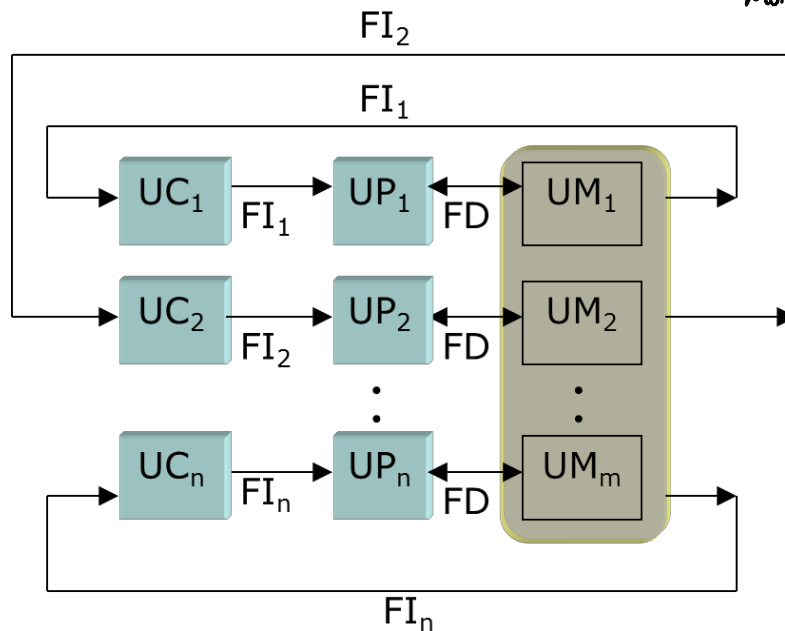 FI₂
FI₁
UC₁ FI₁ UP₁ FD UM₁
UC₂ FI₂ UP₂ FD UM₂
UCₙ FIₙ UPₙ FD UMₘ
FIₙ